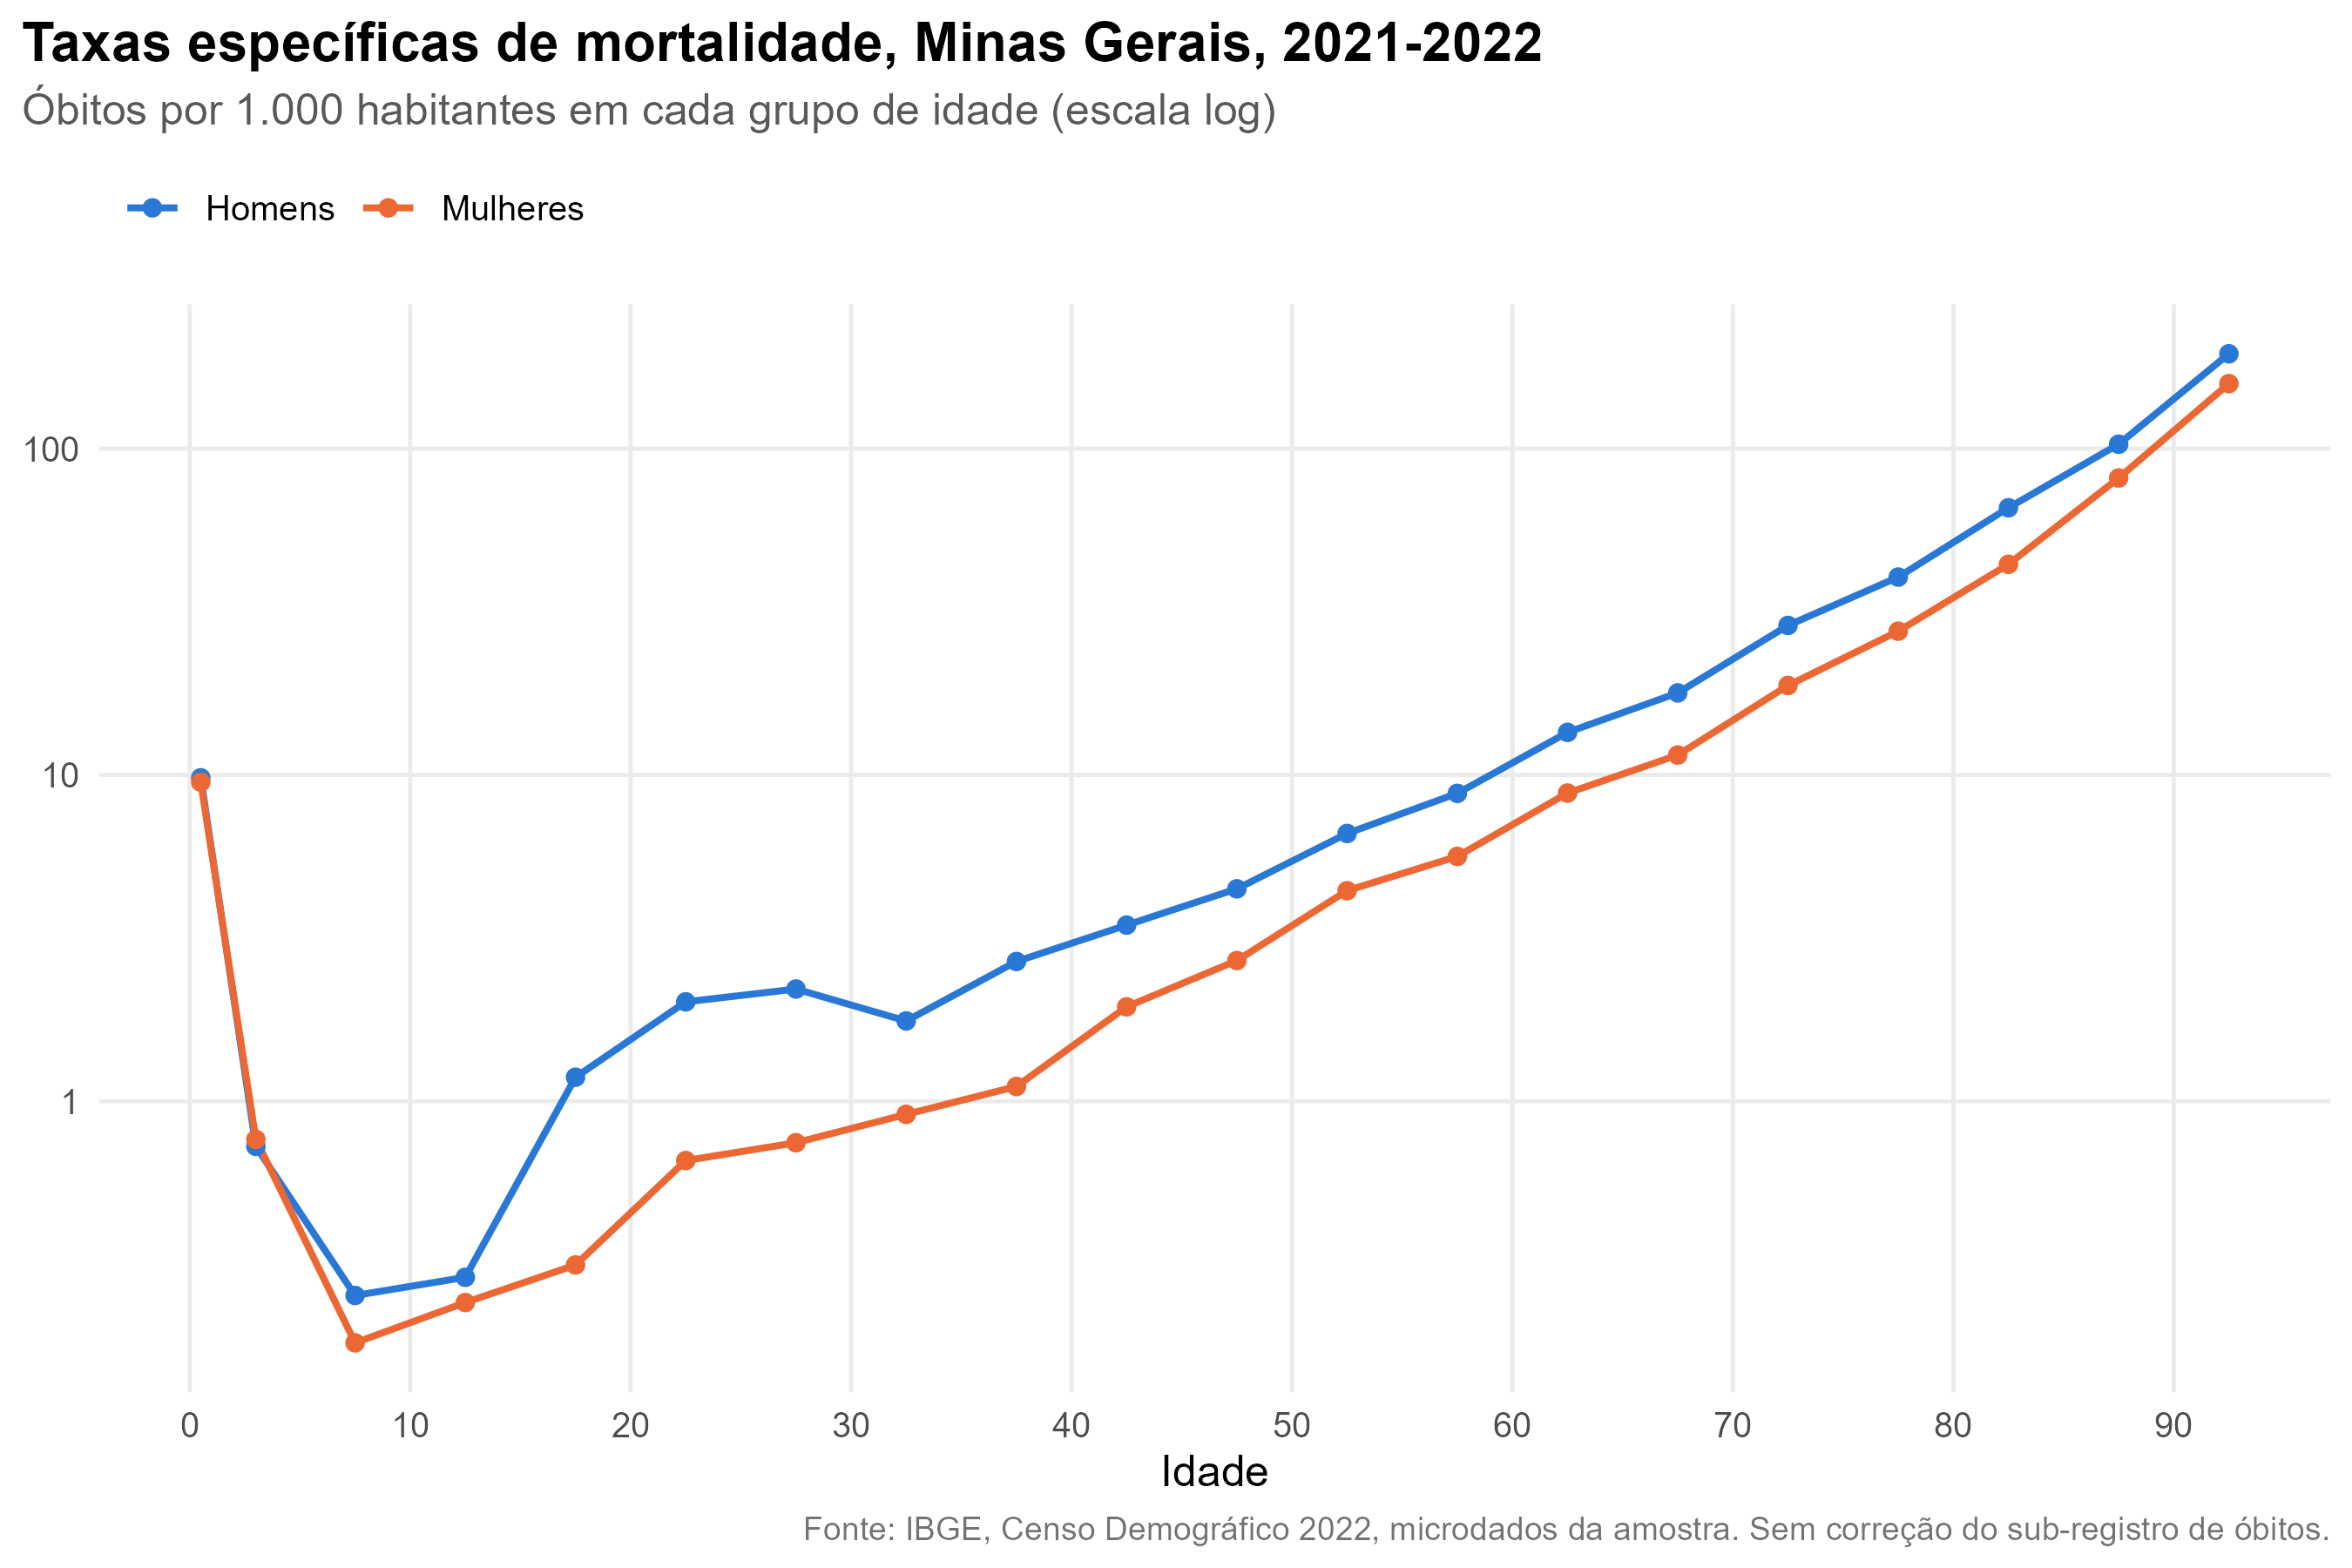 Taxas específicas de mortalidade, Minas Gerais, 2021-2022
Óbitos por 1.000 habitantes em cada grupo de idade (escala log)
Homens Mulheres
100
10
1
0 10 20 30 40 50 60 70 80 90
Idade
Fonte: IBGE, Censo Demográfico 2022, microdados da amostra. Sem correção do sub-registro de óbitos.